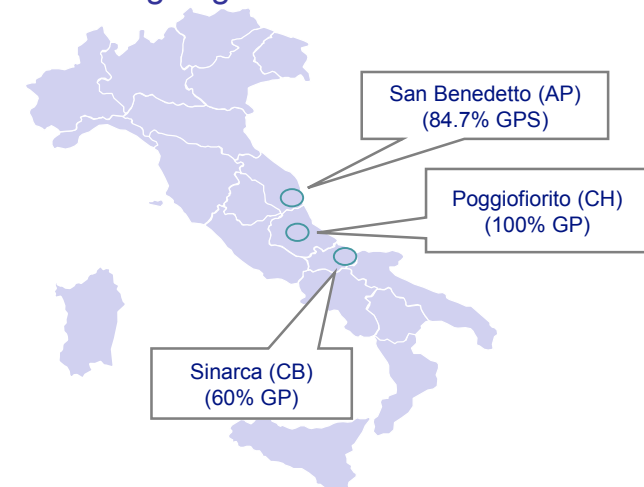 San Benedetto (AP)
(84.7% GPS)
Poggiofiorito (CH)
(100% GP)
Sinarca (CB)
(60% GP)